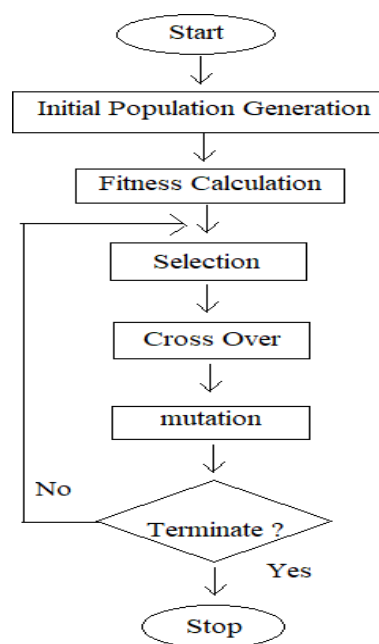 Start
Initial Population Generation
Fitness Calculation
Selection
Cross Over
mutation
No
Terminate ?
Yes
Stop